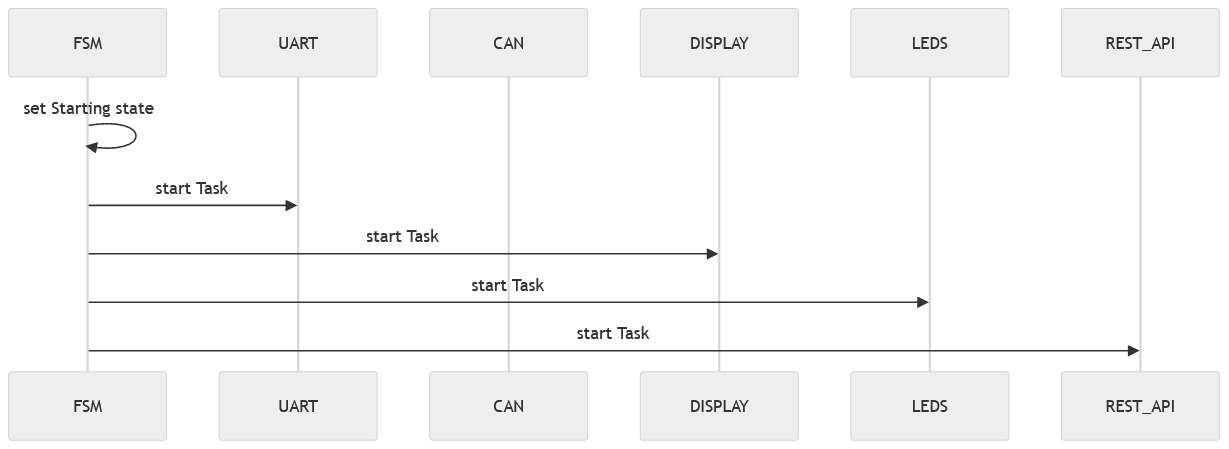 FSM UART CAN DISPLAY LEDS REST_API
set Starting state
start Task
start Task
start Task
start Task
FSM UART CAN DISPLAY LEDS REST_API